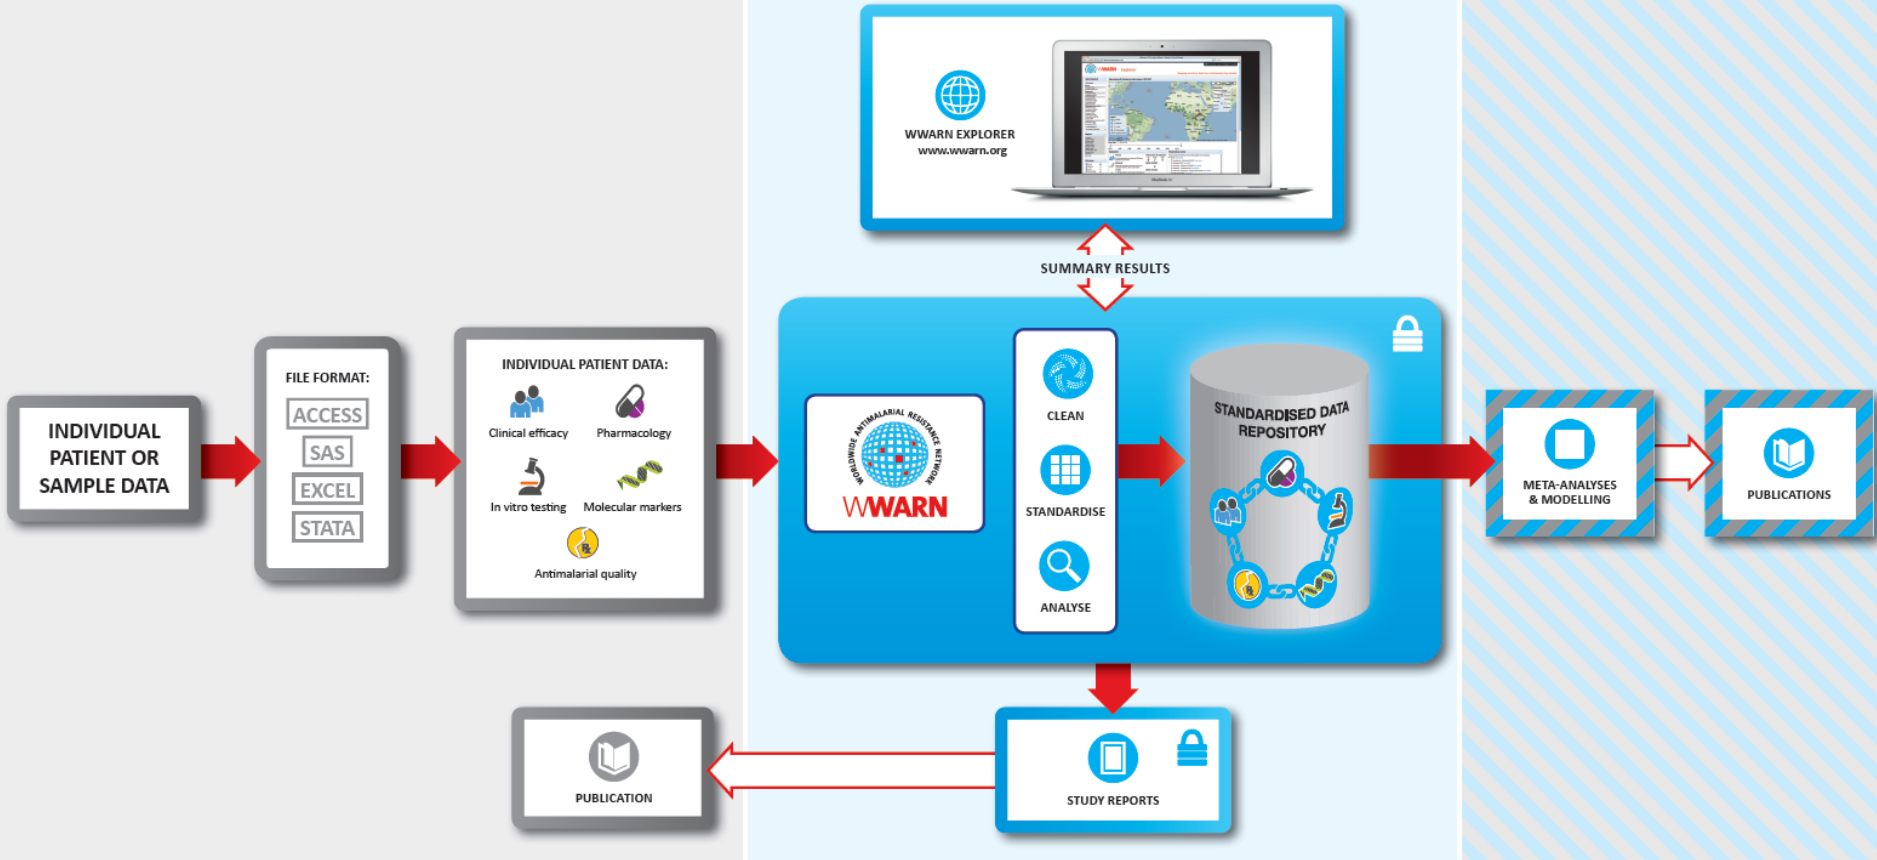 WWARN EXPLORER
www.wwarn.org
WWARN
SUMMARY RESULTS
INDIVIDUAL
PATIENT OR
SAMPLE DATA
FILE FORMAT:
ACCESS
SAS
EXCEL
STATA
INDIVIDUAL PATIENT DATA:
Clinical efficacy
Pharmacology
In vitro testing
Molecular markers
Antimalarial quality
WORLDWIDE ANTIMALARIAL RESISTANCE NETWORK
WWARN
CLEAN
STANDARDISE
ANALYSE
STANDARDISED DATA
REPOSITORY
META-ANALYSES
& MODELLING
PUBLICATIONS
PUBLICATION
STUDY REPORTS